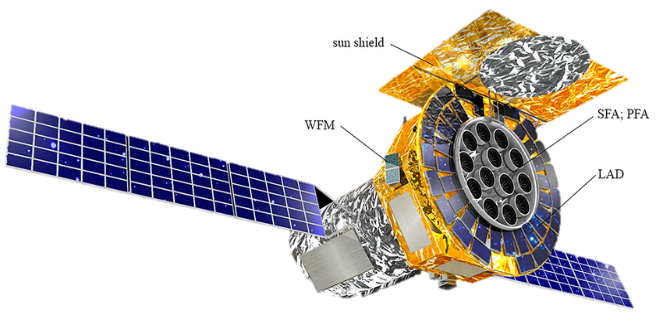 sun shield
SFA; PFA
WFM
LAD